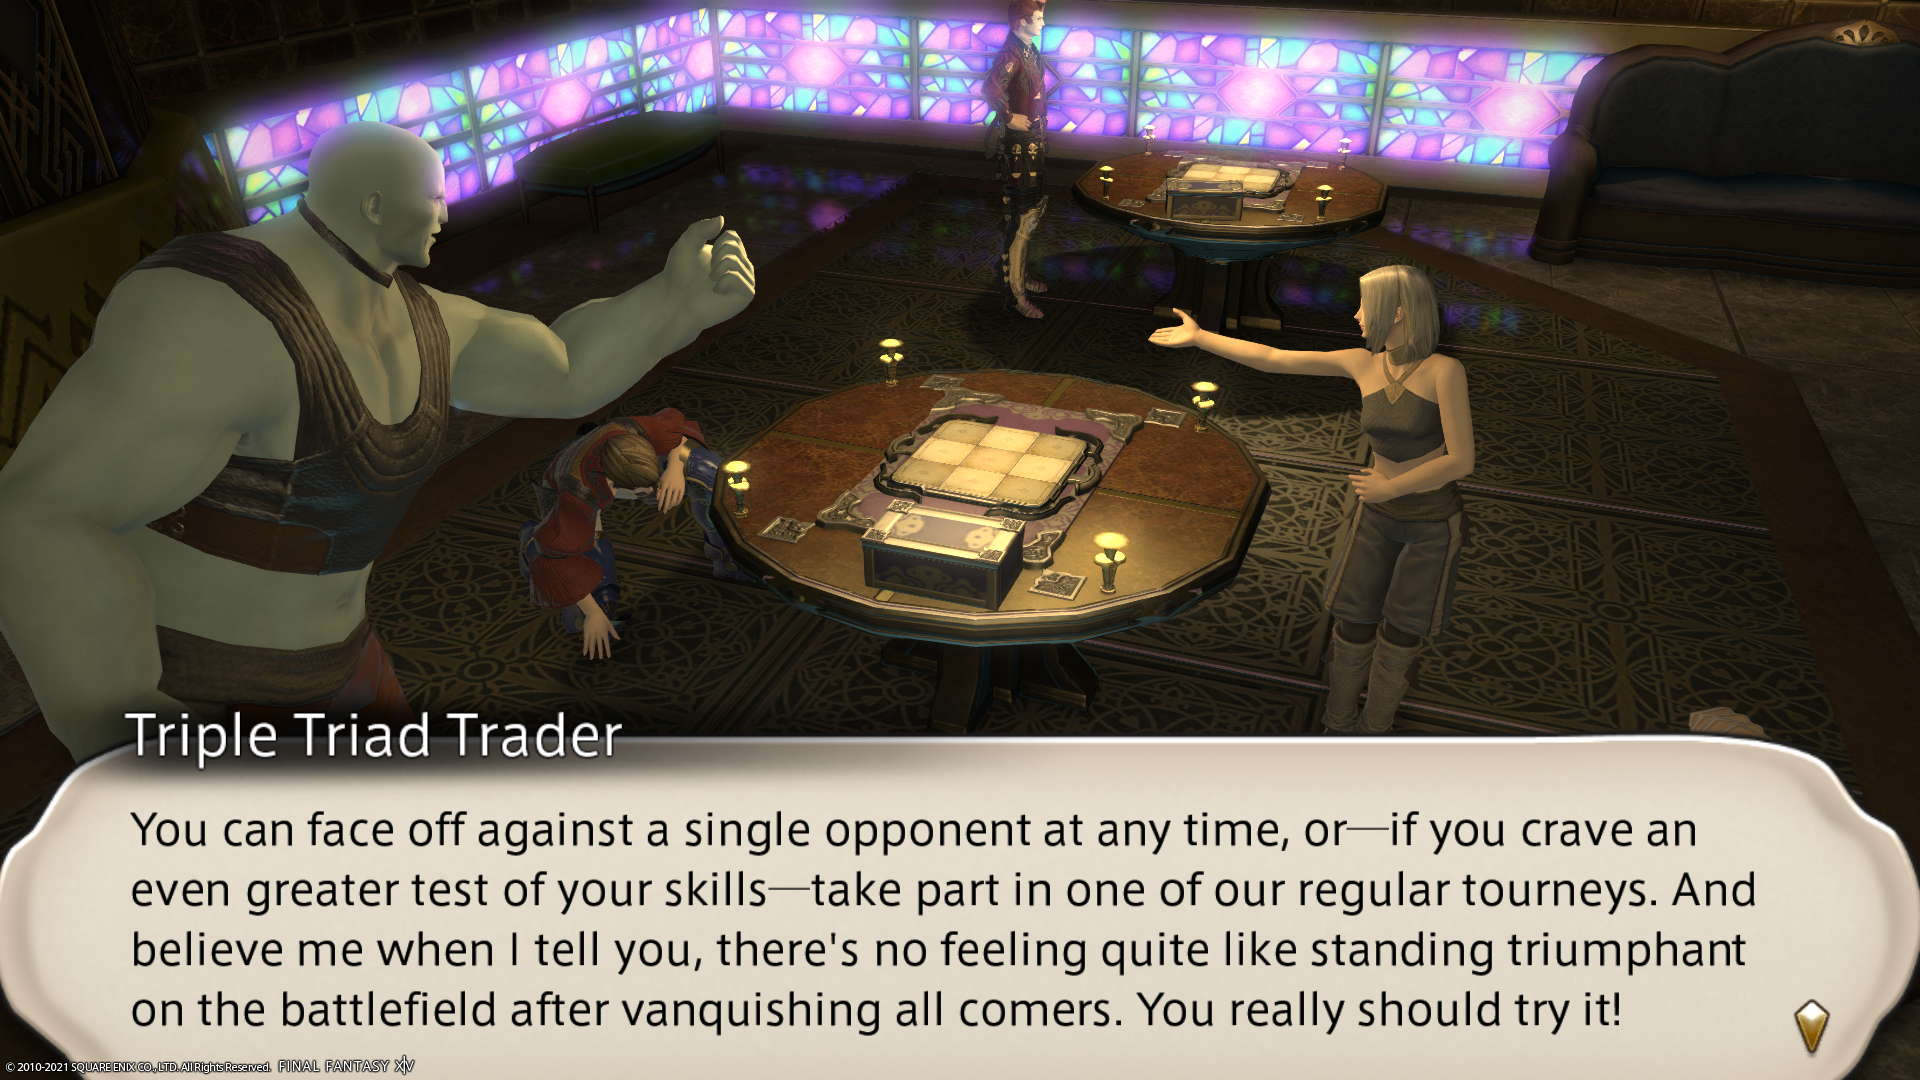 Triple Triad Trader
You can face off against a single opponent at any time, or—if you crave an
even greater test of your skills—take part in one of our regular tourneys. And
believe me when I tell you, there's no feeling quite like standing triumphant
on the battlefield after vanquishing all comers. You really should try it!
© 2010-2021 SQUARE ENIX CO., LTD. All Rights Reserved. FINAL FANTASY XIV